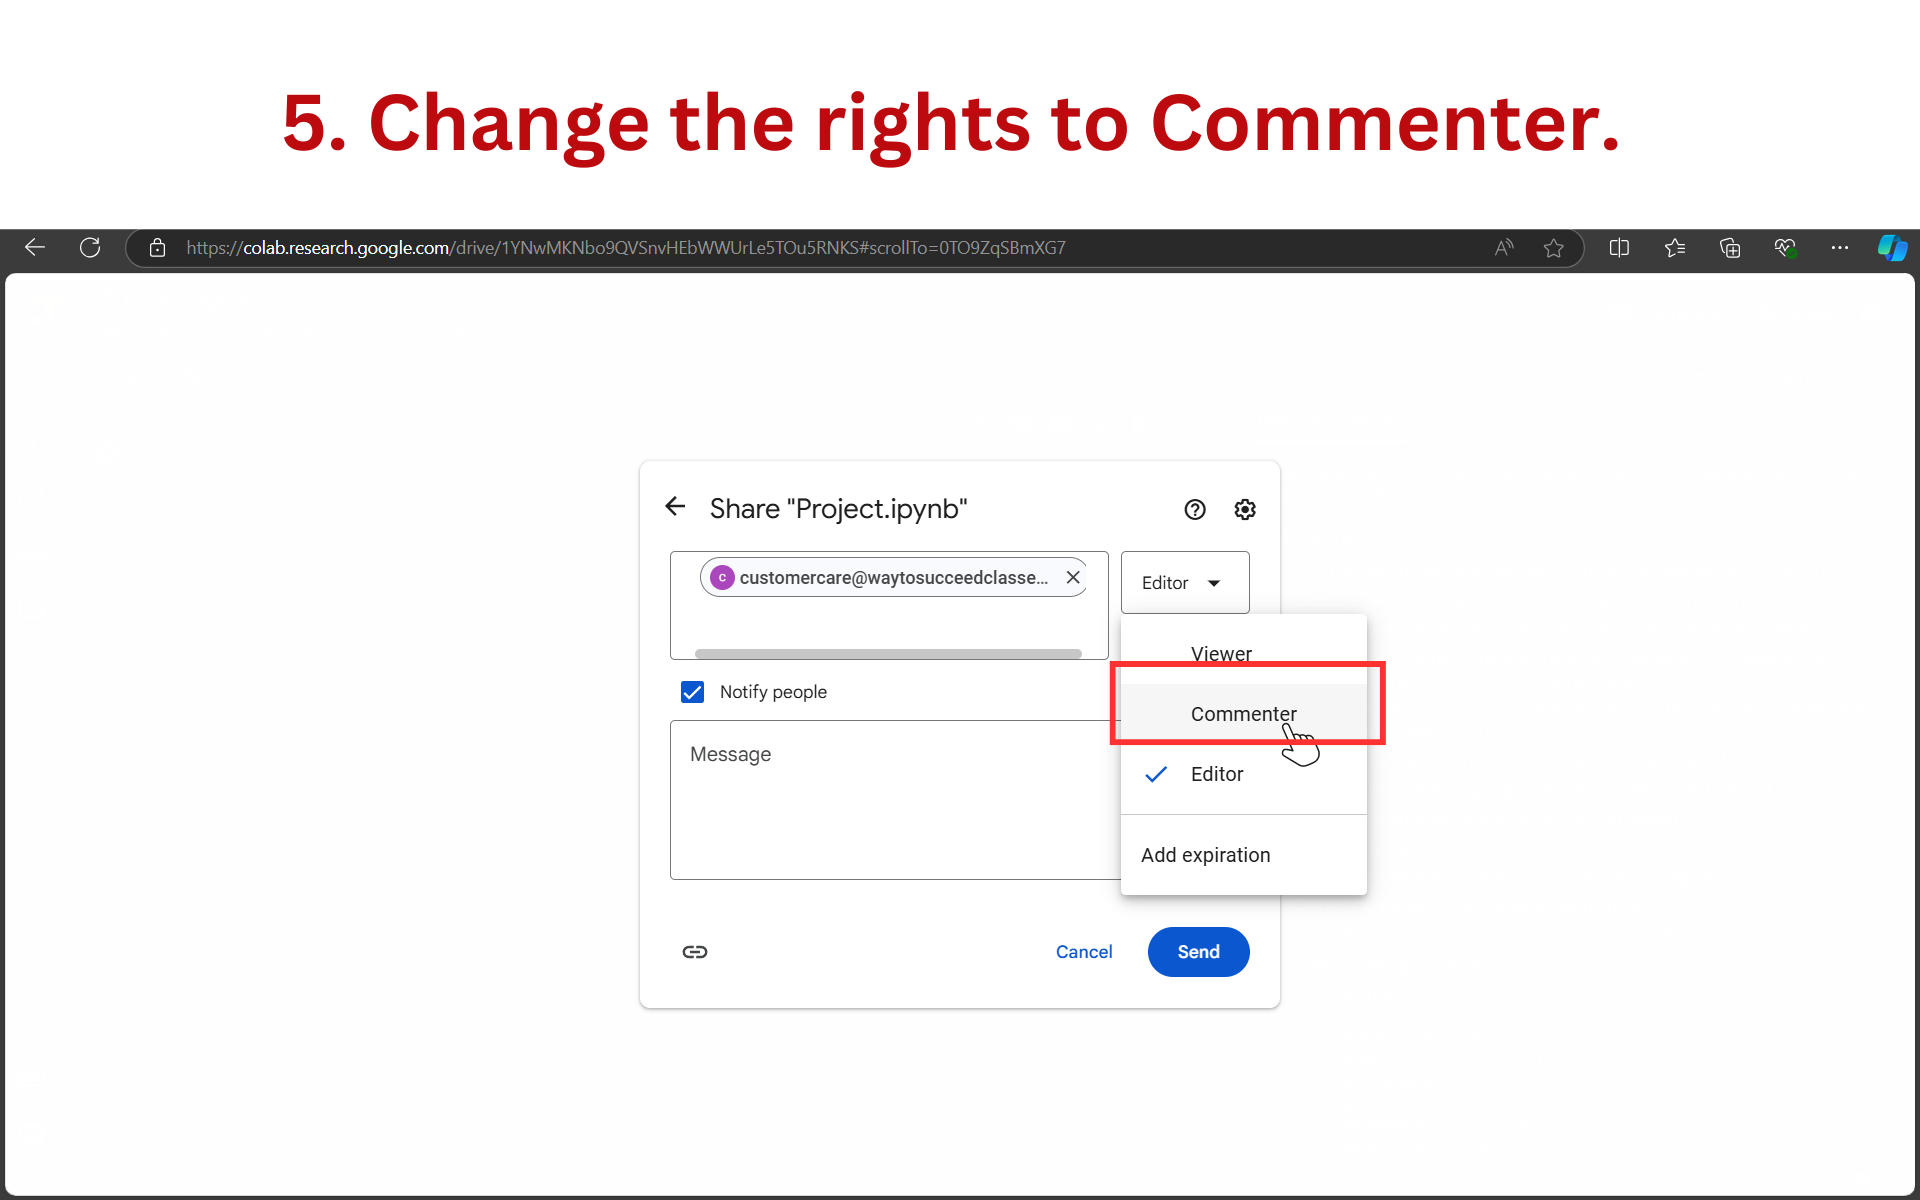 5. Change the rights to Commenter.
https://colab.research.google.com/drive/1YNwMKNbo9QVSnvHEbWWUrLe5TOu5RNKS#scrollTo=0TO9ZqSBmXG7
Share "Project.ipynb"
c customercare@waytosucceedclasse...
Editor
Viewer
Notify people
Commenter
Message
Editor
Add expiration
Cancel
Send